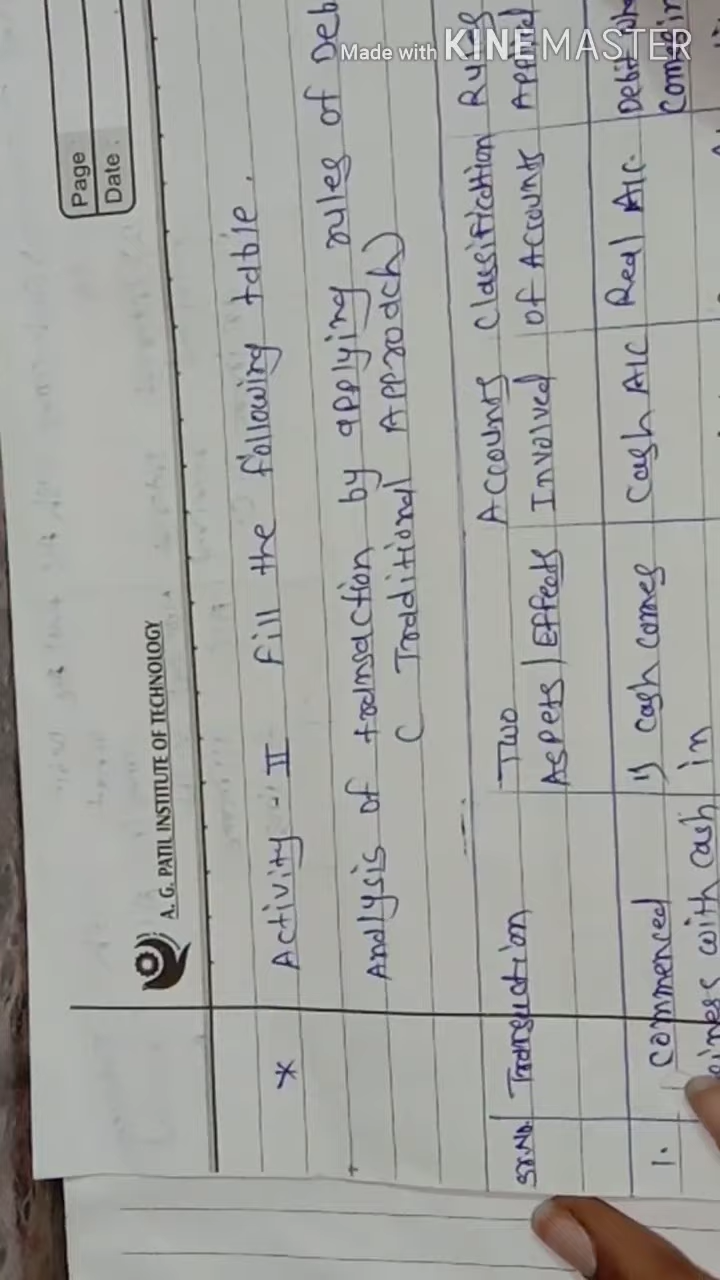 Made with KINEMASTER
Page
Date.
A. G. PATIL INSTITUTE OF TECHNOLOGY
* Activity - II Fill the following table.
Analysis of transaction by applying rules of Deb
( Traditional Approach)
Sr.No. Transaction Two Accounts Classification Rules
Aspets/Effects Involved of Accounts Applied
1. Commenced 1) cash comes Cash A/C Real A/C Debit
with cash in